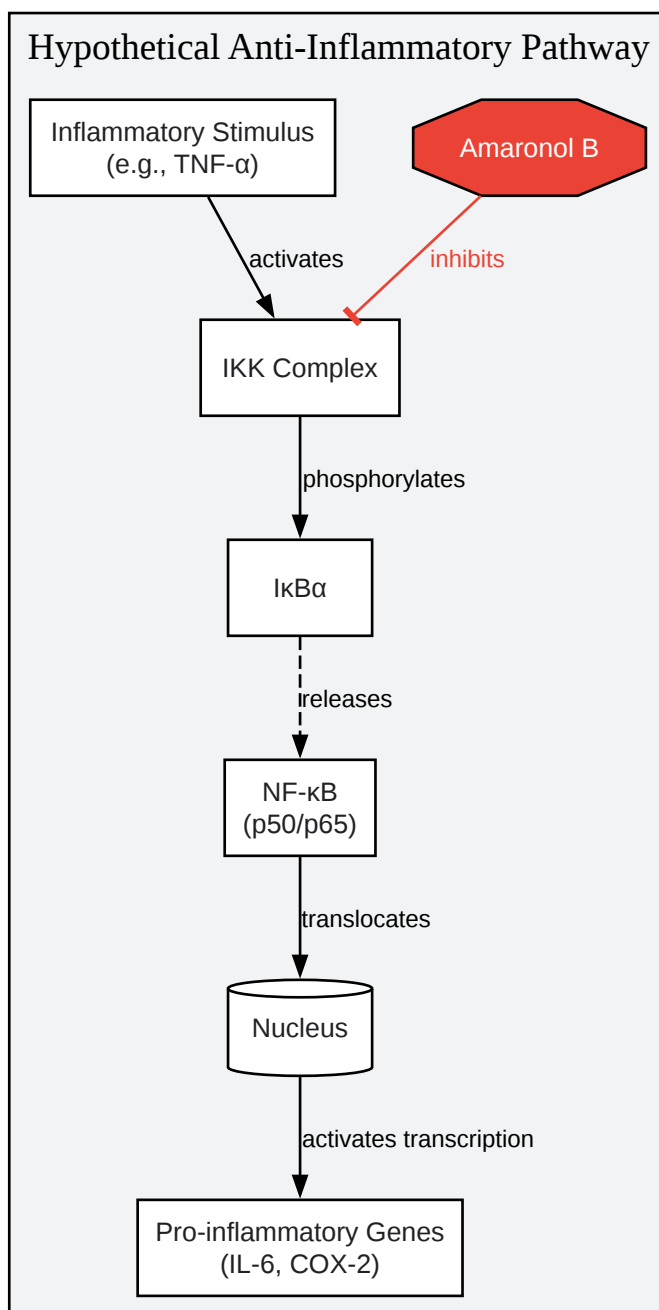 Hypothetical Anti-Inflammatory Pathway
Inflammatory Stimulus
(e.g., TNF-α)
Amaronol B
activates
inhibits
IKK Complex
phosphorylates
IκBα
releases
NF-κB
(p50/p65)
translocates
Nucleus
activates transcription
Pro-inflammatory Genes
(IL-6, COX-2)